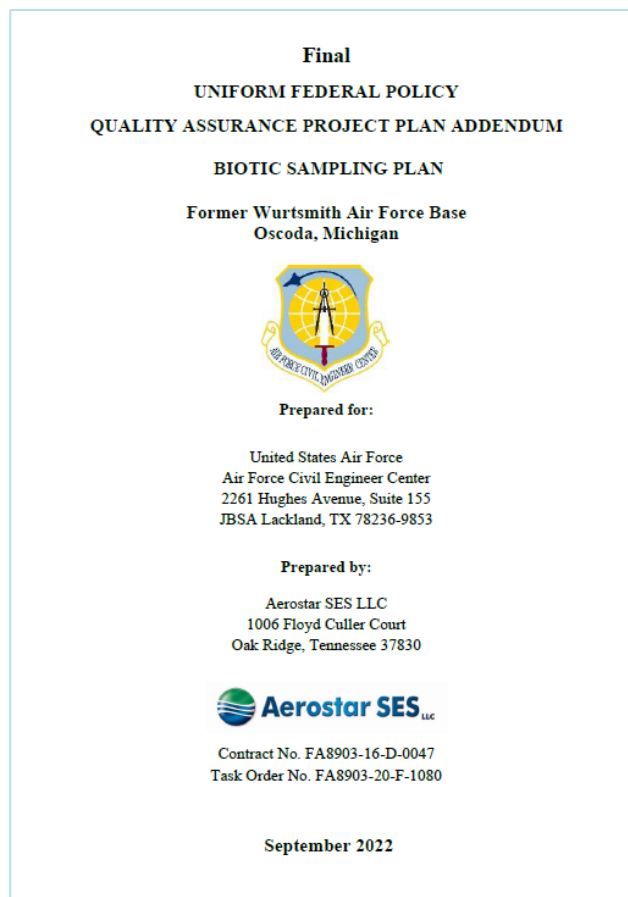 Final
UNIFORM FEDERAL POLICY
QUALITY ASSURANCE PROJECT PLAN ADDENDUM
BIOTIC SAMPLING PLAN
Former Wurtsmith Air Force Base
Oscoda, Michigan
AIR FORCE CIVIL ENGINEER CENTER
Prepared for:
United States Air Force
Air Force Civil Engineer Center
2261 Hughes Avenue, Suite 155
JBSA Lackland, TX 78236-9853
Prepared by:
Aerostar SES LLC
1006 Floyd Culler Court
Oak Ridge, Tennessee 37830
Aerostar SES LLC
Contract No. FA8903-16-D-0047
Task Order No. FA8903-20-F-1080
September 2022